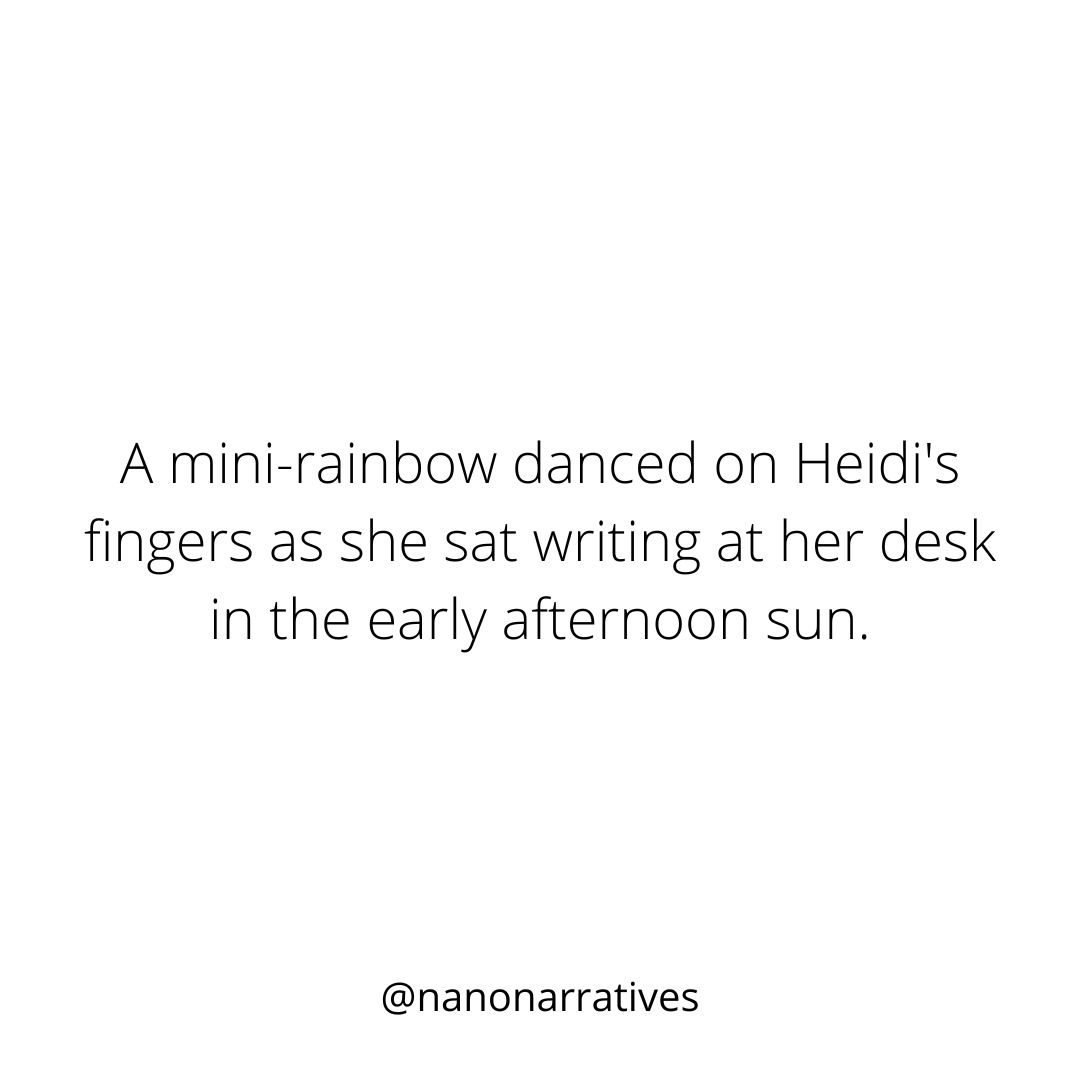 A mini-rainbow danced on Heidi's
fingers as she sat writing at her desk
in the early afternoon sun.
@nanonarratives